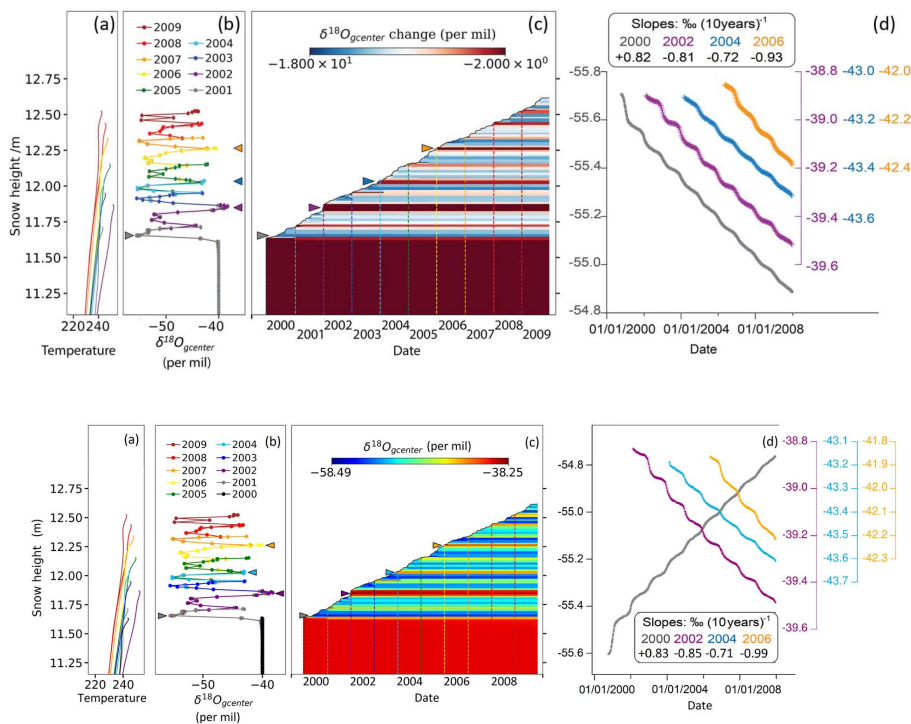 (a)
(b)
(c)
(d)
12.75
12.50
12.25
12.00
11.75
11.50
11.25
Snow height /m
220 240
Temperature
2009
2008
2007
2006
2005
2004
2003
2002
2001
−50 −40
δ¹⁸O_gcenter
(per mil)
δ¹⁸O_gcenter change (per mil)
−1.800 × 10¹ −2.000 × 10⁰
2000 2002 2004 2006 2008
2001 2003 2005 2007 2009
Date
Slopes: ‰ (10years)⁻¹
2000 2002 2004 2006
+0.82 -0.81 -0.72 -0.93
-55.8
-55.6
-55.4
-55.2
-55.0
-54.8
01/01/2000 01/01/2004 01/01/2008
Date
-38.8
-39.0
-39.2
-39.4
-39.6
-43.0
-43.2
-43.4
-43.6
-42.0
-42.2
-42.4
(a)
(b)
(c)
(d)
12.75
12.50
12.25
12.00
11.75
11.50
11.25
Snow height (m)
220 240
Temperature
2009
2008
2007
2006
2005
2004
2003
2002
2001
2000
−50 −40
δ¹⁸O_gcenter
(per mil)
δ¹⁸O_gcenter (per mil)
−58.49 −38.25
2000 2002 2004 2006 2008
Date
-54.8
-55.0
-55.2
-55.4
-55.6
Slopes: ‰ (10years)⁻¹
2000 2002 2004 2006
+0.83 -0.85 -0.71 -0.99
01/01/2000 01/01/2004 01/01/2008
Date
-38.8
-39.0
-39.2
-39.4
-39.6
-43.1
-43.2
-43.3
-43.4
-43.5
-43.6
-43.7
-41.8
-41.9
-42.0
-42.1
-42.2
-42.3